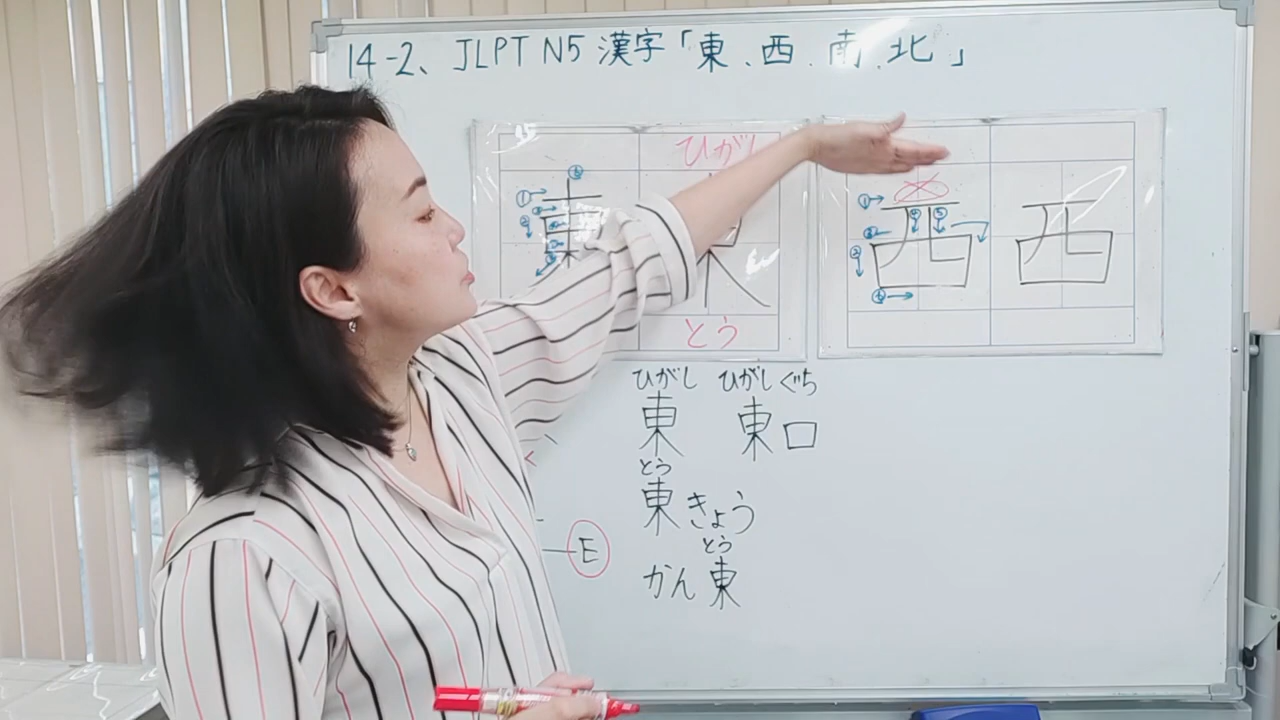 14-2、JLPT N5 漢字「東、西、南、北」
ひがし
東
とう
西 西
ひがし ひがしぐち
東 東口
とう
東きょう
とう
かん東
E